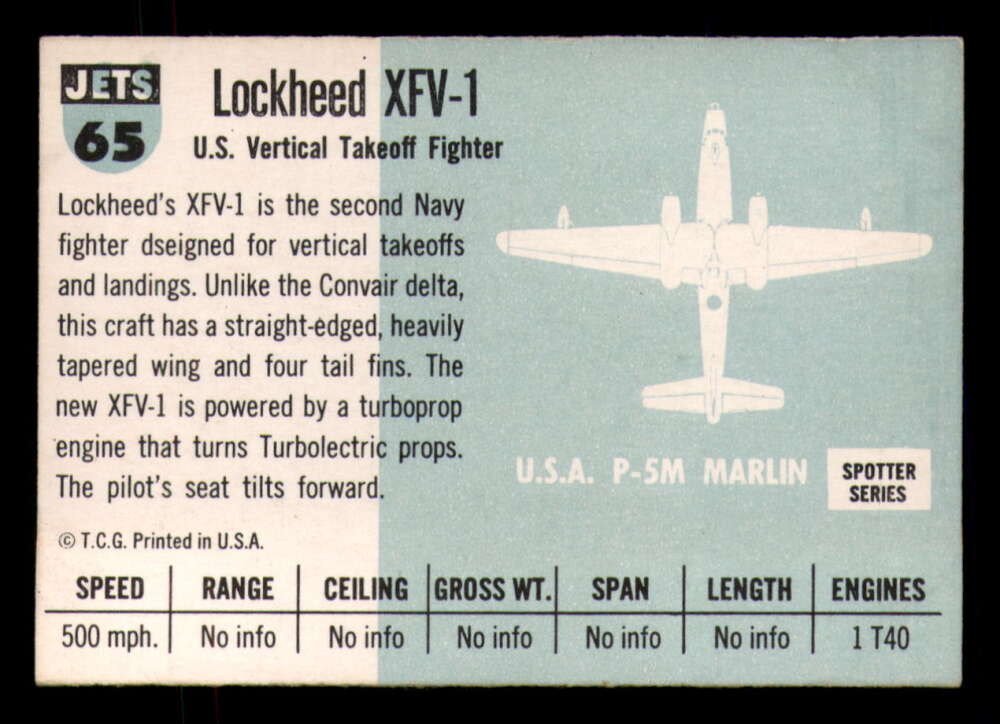 JETS
65
Lockheed XFV-1
U.S. Vertical Takeoff Fighter
Lockheed's XFV-1 is the second Navy
fighter dseigned for vertical takeoffs
and landings. Unlike the Convair delta,
this craft has a straight-edged, heavily
tapered wing and four tail fins. The
new XFV-1 is powered by a turboprop
engine that turns Turbolectric props.
The pilot's seat tilts forward.
© T.C.G. Printed in U.S.A.
U.S.A. P-5M MARLIN
SPOTTER
SERIES
SPEED RANGE CEILING GROSS WT. SPAN LENGTH ENGINES
500 mph. No info No info No info No info No info 1 T40